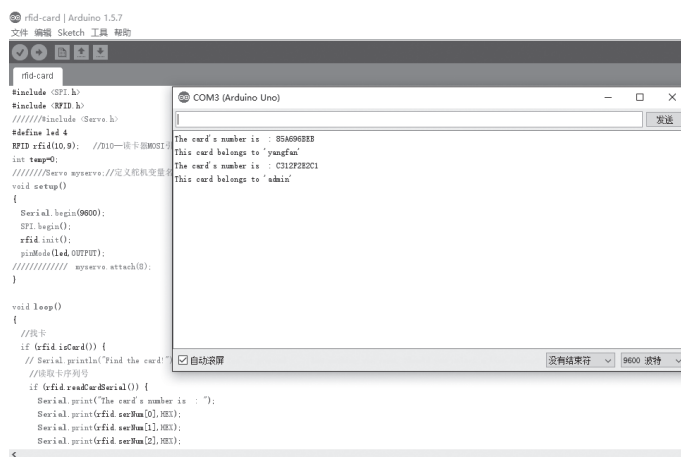 rfid-card | Arduino 1.5.7
文件 编辑 Sketch 工具 帮助
rfid-card
#include <SPI.h>
#include <RFID.h>
///////#include <Servo.h>
#define led 4
RFID rfid(10,9); //D10—读卡器MOSI引
int temp=0;
////////Servo myservo;//定义舵机变量名
void setup()
{
Serial.begin(9600);
SPI.begin();
rfid.init();
pinMode(led,OUTPUT);
///////////// myservo.attach(8);
}
void loop()
{
//找卡
if (rfid.isCard()) {
// Serial.println("Find the card!")
//读取卡序列号
if (rfid.readCardSerial()) {
Serial.print("The card's number is : ");
Serial.print(rfid.serNum[0],HEX);
Serial.print(rfid.serNum[1],HEX);
Serial.print(rfid.serNum[2],HEX);
COM3 (Arduino Uno)
发送
The card's number is : 85A696BEB
This card belongs to 'yangfan'
The card's number is : C312F2E2C1
This card belongs to 'admin'
自动滚屏
没有结束符
9600 波特